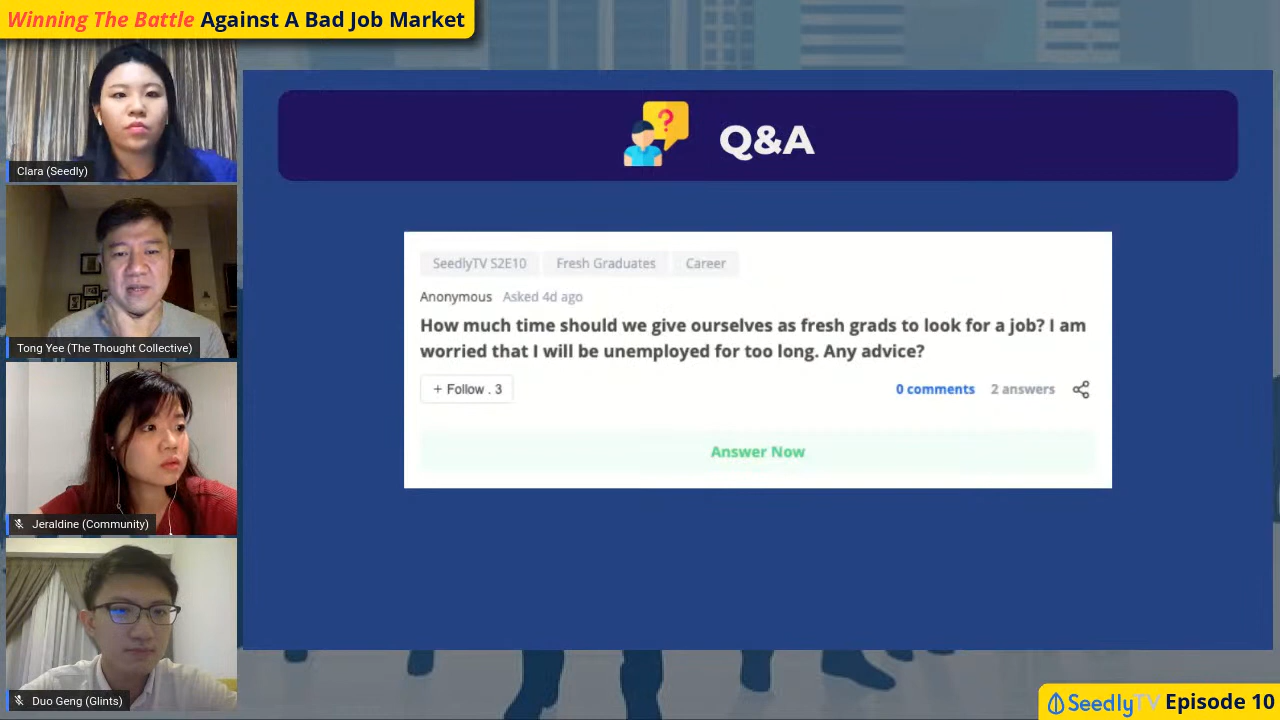 Winning The Battle Against A Bad Job Market
Clara (Seedly)
Tong Yee (The Thought Collective)
Jeraldine (Community)
Duo Geng (Glints)
?
Q&A
SeedlyTV S2E10 Fresh Graduates Career
Anonymous Asked 4d ago
How much time should we give ourselves as fresh grads to look for a job? I am
worried that I will be unemployed for too long. Any advice?
+ Follow . 3 0 comments 2 answers
Answer Now
SeedlyTV Episode 10